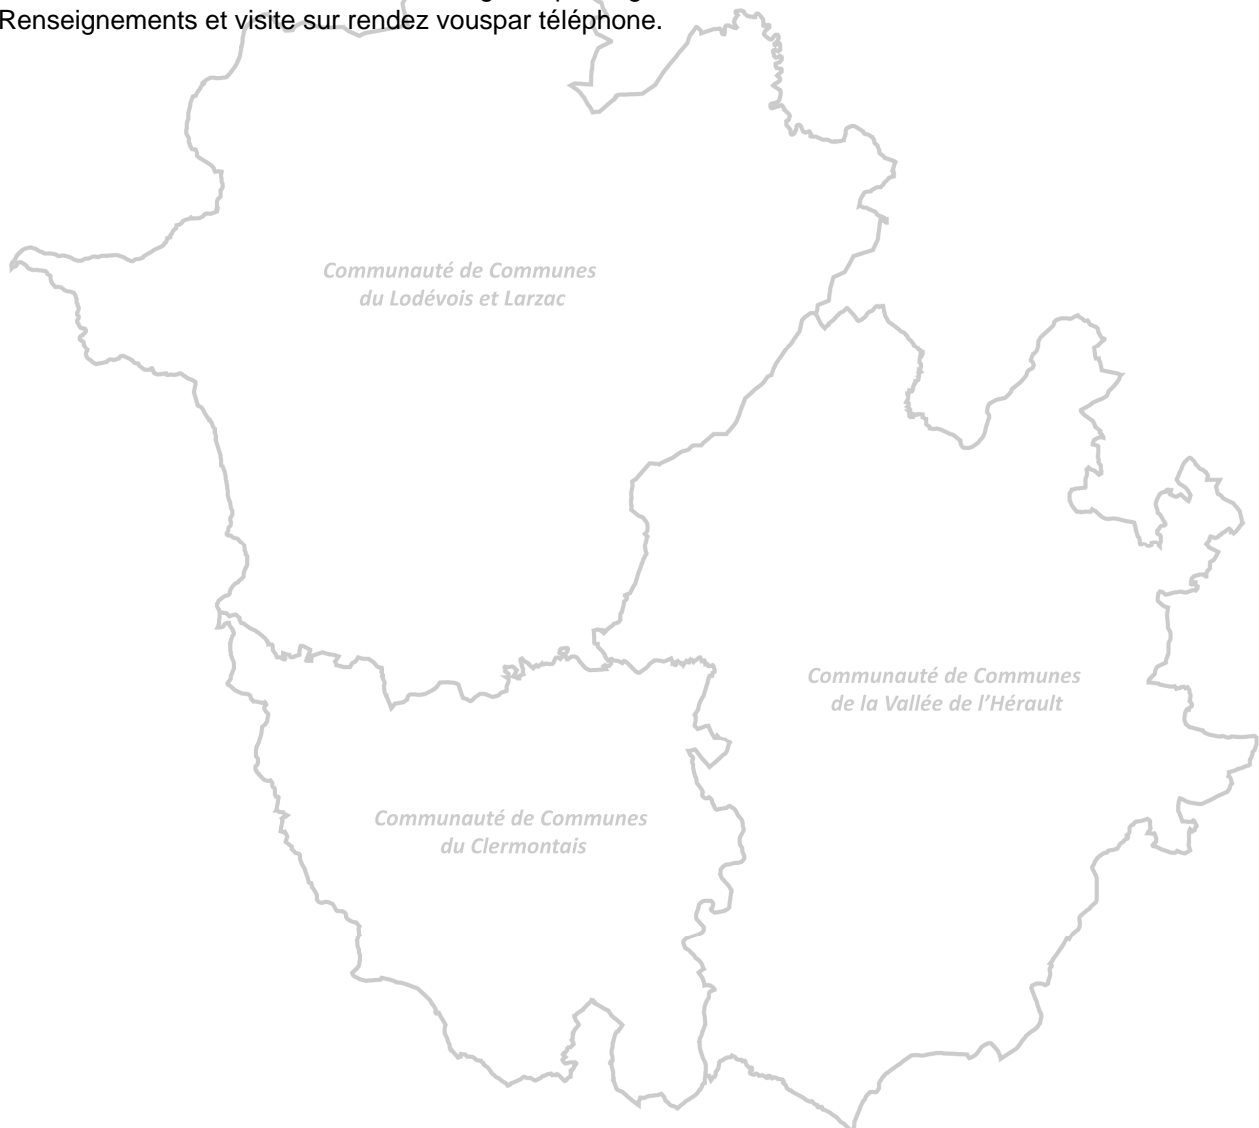 Renseignements et visite sur rendez vouspar téléphone.
Communauté de Communes
du Lodévois et Larzac
Communauté de Communes
de la Vallée de l'Hérault
Communauté de Communes
du Clermontais